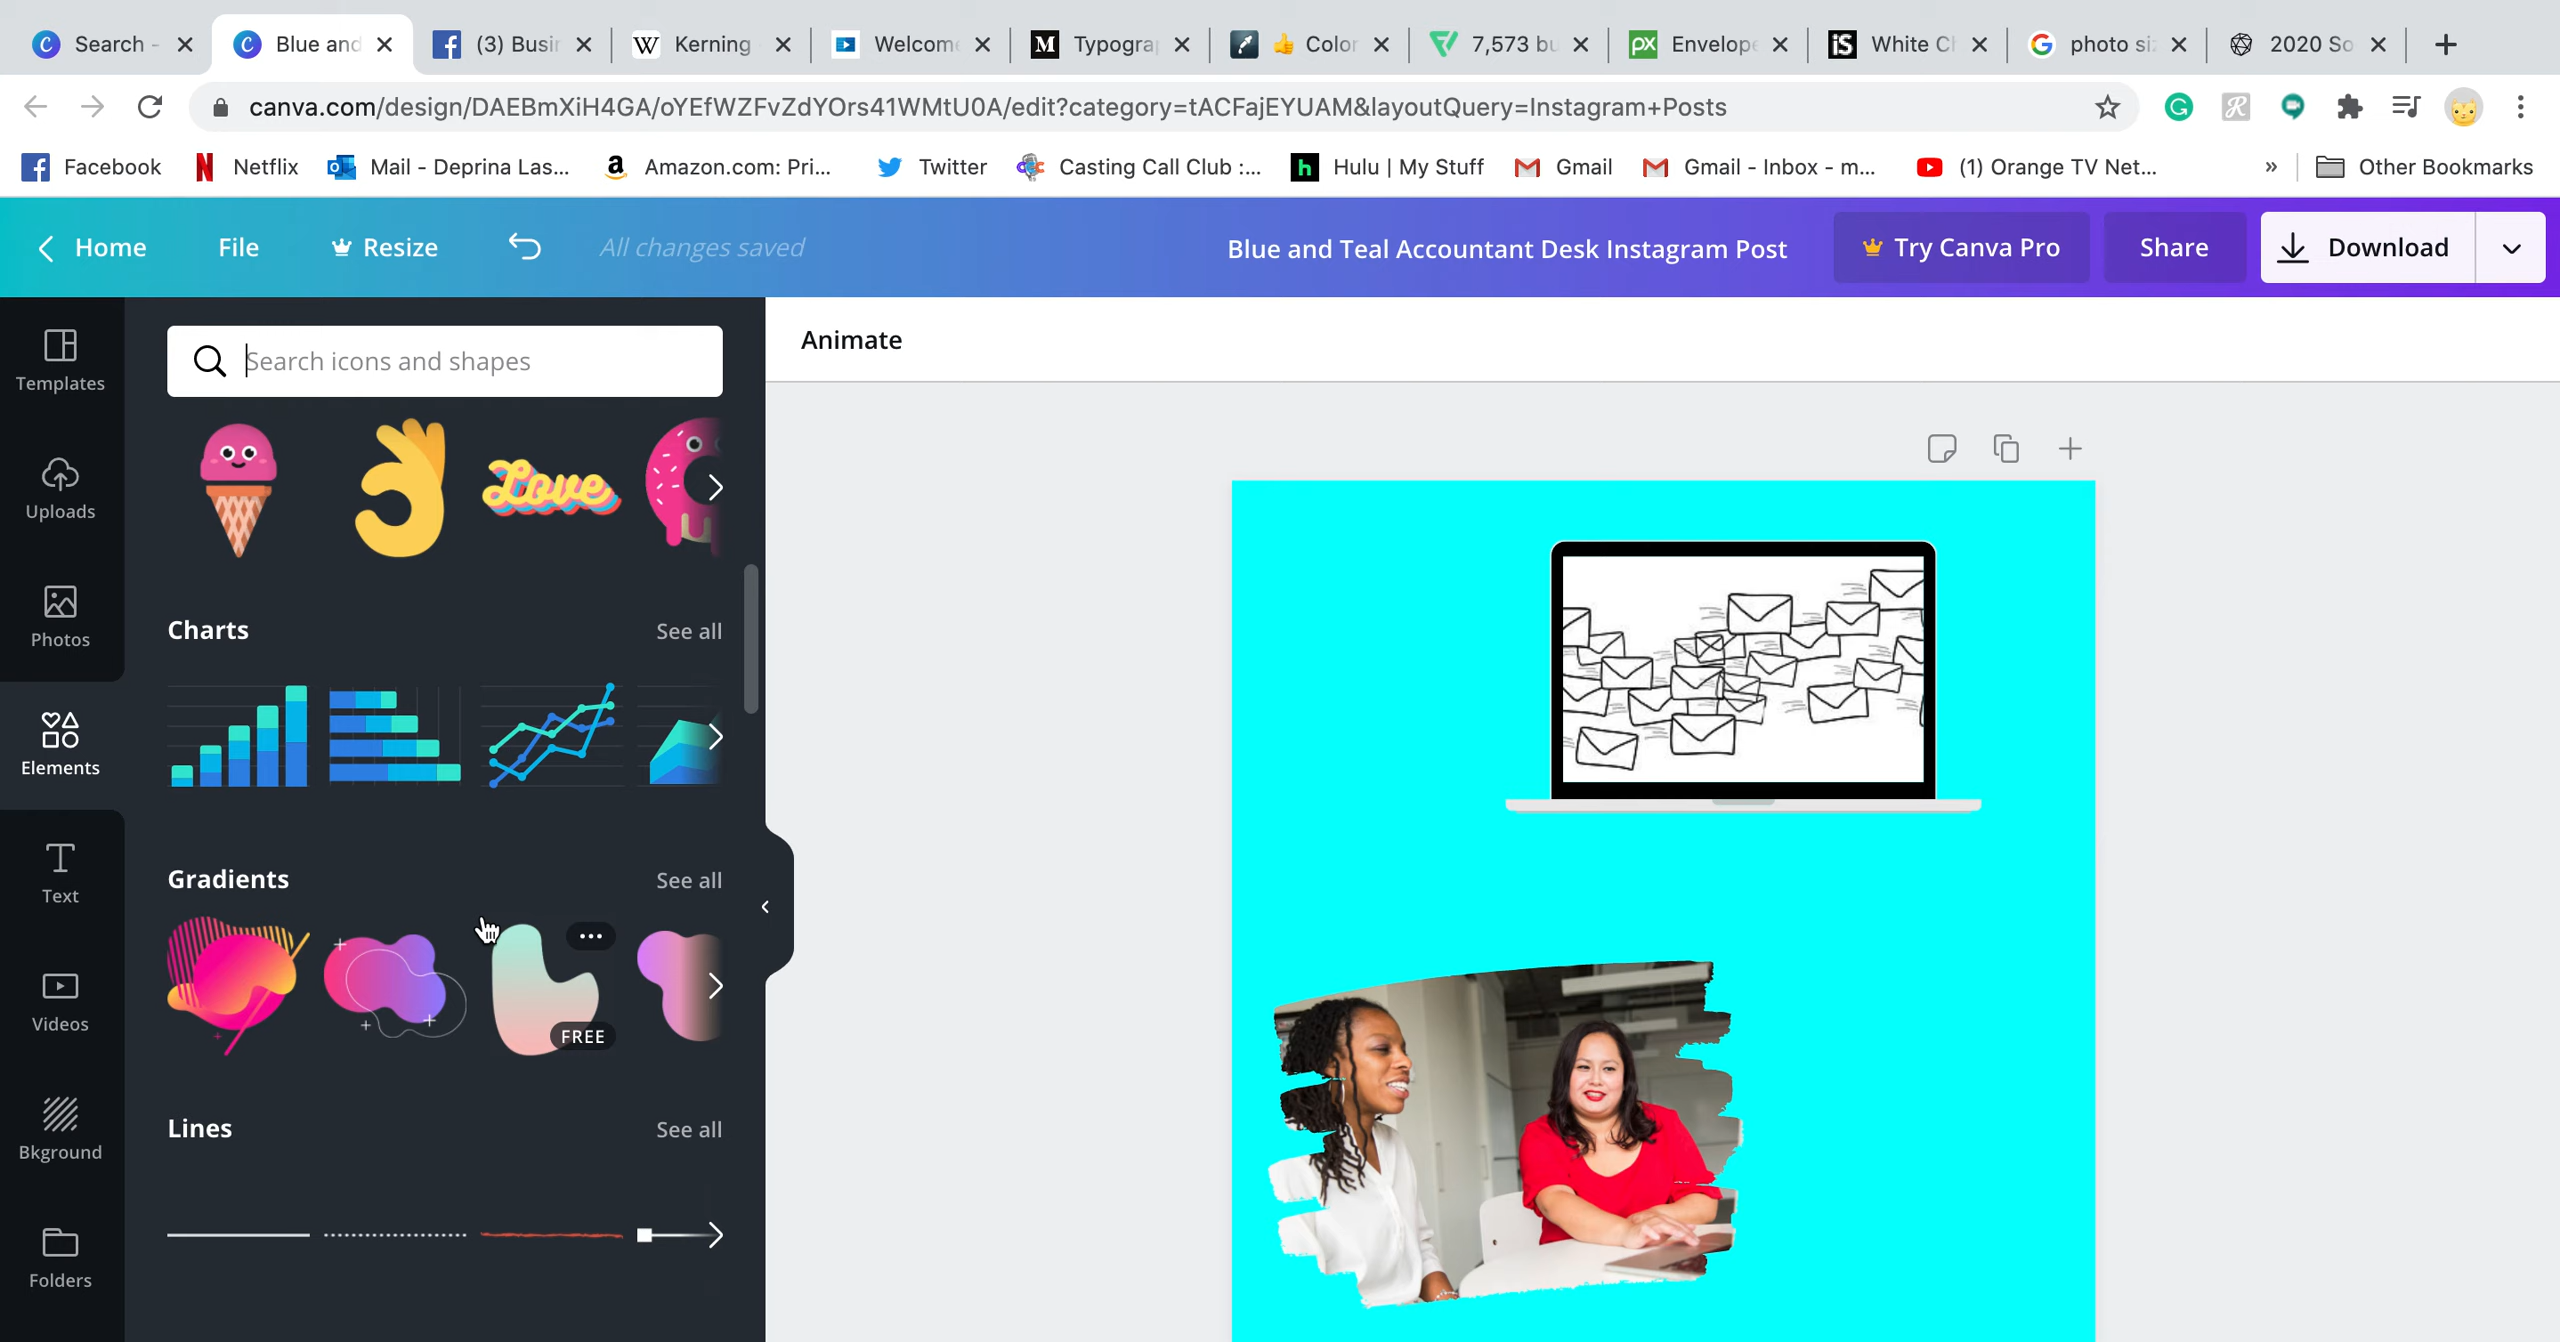 Search -
Blue and
(3) Busi
Kerning
Welcom
Typogra
👍 Color
7,573 bu
Envelop
White C
photo si
2020 So
canva.com/design/DAEBmXiH4GA/oYEfWZFvZdYOrs41WMtU0A/edit?category=tACFajEYUAM&layoutQuery=Instagram+Posts
Facebook
Netflix
Mail - Deprina Las...
Amazon.com: Pri...
Twitter
Casting Call Club :...
Hulu | My Stuff
Gmail
Gmail - Inbox - m...
(1) Orange TV Net...
»
Other Bookmarks
Home
File
Resize
All changes saved
Blue and Teal Accountant Desk Instagram Post
Try Canva Pro
Share
Download
Templates
Uploads
Photos
Elements
Text
Videos
Bkground
Folders
Search icons and shapes
Love
Charts
See all
Gradients
See all
FREE
Lines
See all
Animate